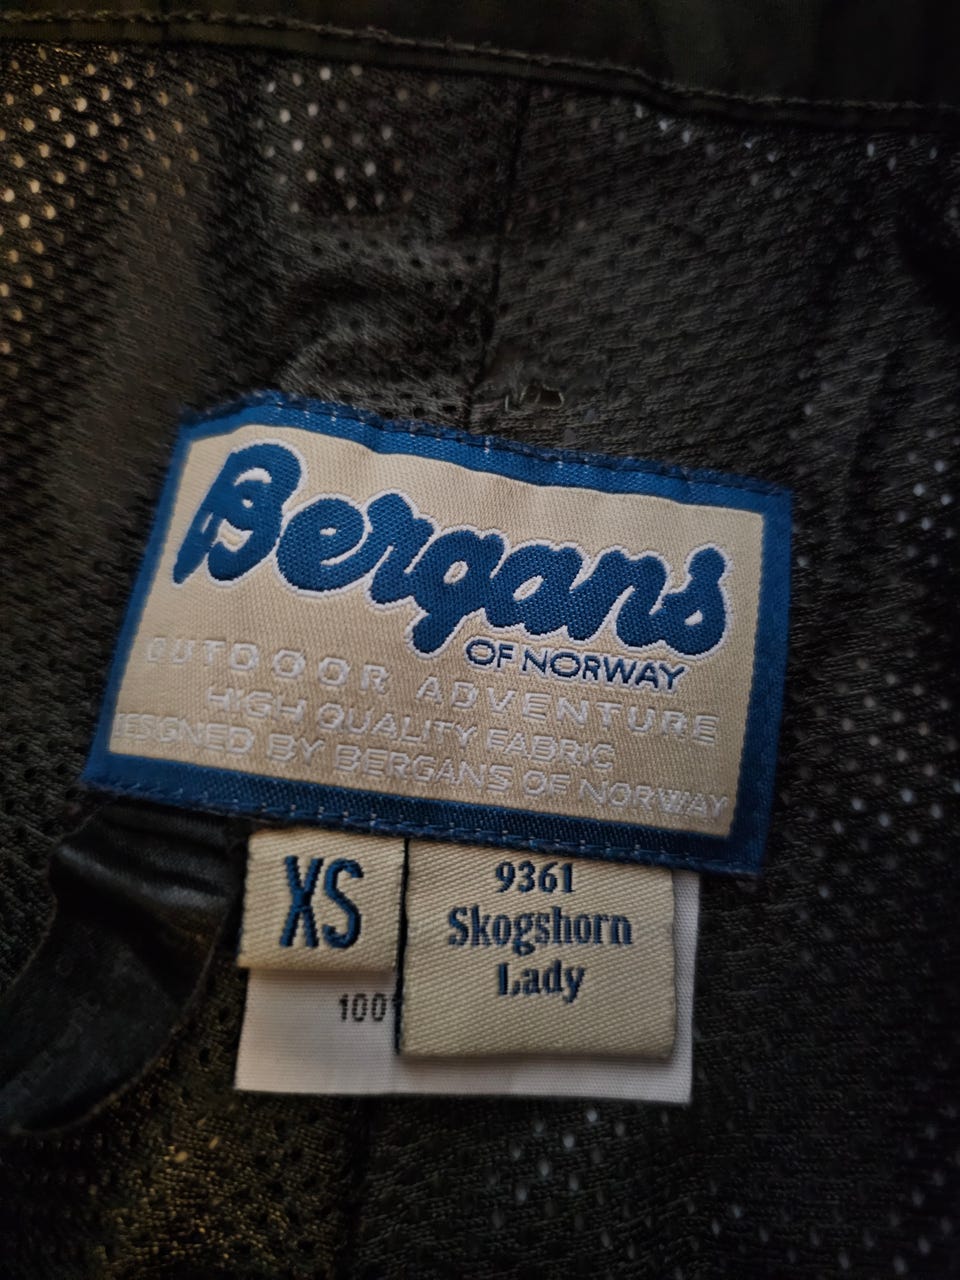 Bergans
OF NORWAY
OUTDOOR ADVENTURE
HIGH QUALITY FABRIC
DESIGNED BY BERGANS OF NORWAY
XS
9361
Skogshorn
Lady
100